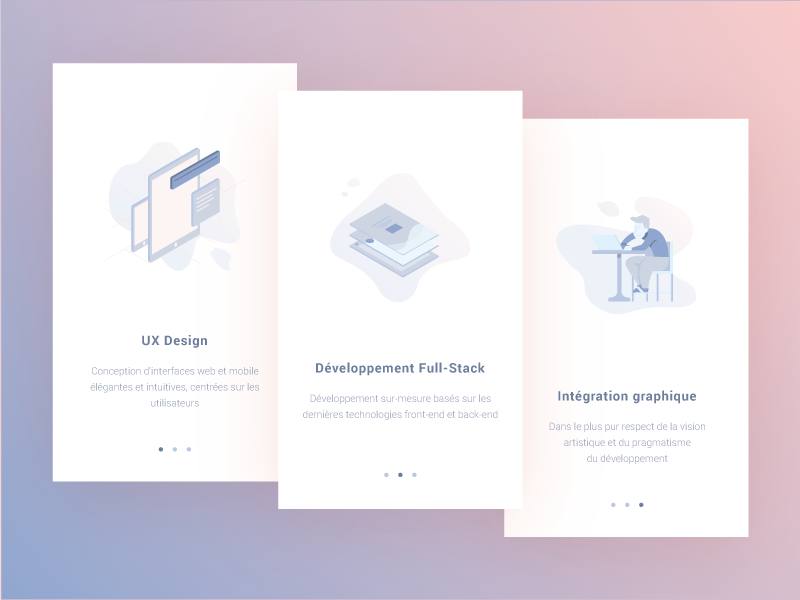 UX Design
Conception d'interfaces web et mobile
élégantes et intuitives, centrées sur les
utilisateurs
Développement Full-Stack
Développement sur-mesure basés sur les
dernières technologies front-end et back-end
Intégration graphique
Dans le plus pur respect de la vision
artistique et du pragmatisme
du développement